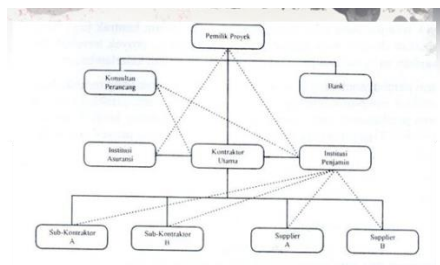 Pemilik Proyek
Konsultan
Perancang
Bank
Institusi
Asuransi
Kontraktor
Utama
Institusi
Penjamin
Sub-Kontraktor
A
Sub-Kontraktor
B
Supplier
A
Supplier
B